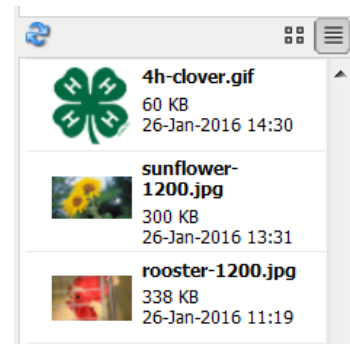 4h-clover.gif
60 KB
26-Jan-2016 14:30
sunflower-
1200.jpg
300 KB
26-Jan-2016 13:31
rooster-1200.jpg
338 KB
26-Jan-2016 11:19
H H
H H